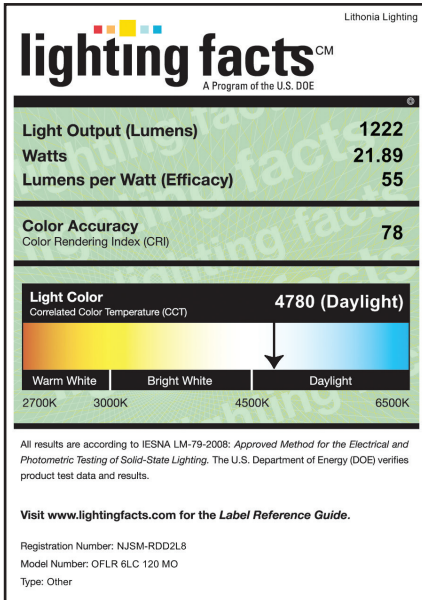 Lithonia Lighting
lighting facts CM
A Program of the U.S. DOE
Light Output (Lumens) 1222
Watts 21.89
Lumens per Watt (Efficacy) 55
Color Accuracy
Color Rendering Index (CRI) 78
Light Color
Correlated Color Temperature (CCT) 4780 (Daylight)
Warm White Bright White Daylight
2700K 3000K 4500K 6500K
All results are according to IESNA LM-79-2008: Approved Method for the Electrical and
Photometric Testing of Solid-State Lighting. The U.S. Department of Energy (DOE) verifies
product test data and results.
Visit www.lightingfacts.com for the Label Reference Guide.
Registration Number: NJSM-RDD2L8
Model Number: OFLR 6LC 120 MO
Type: Other